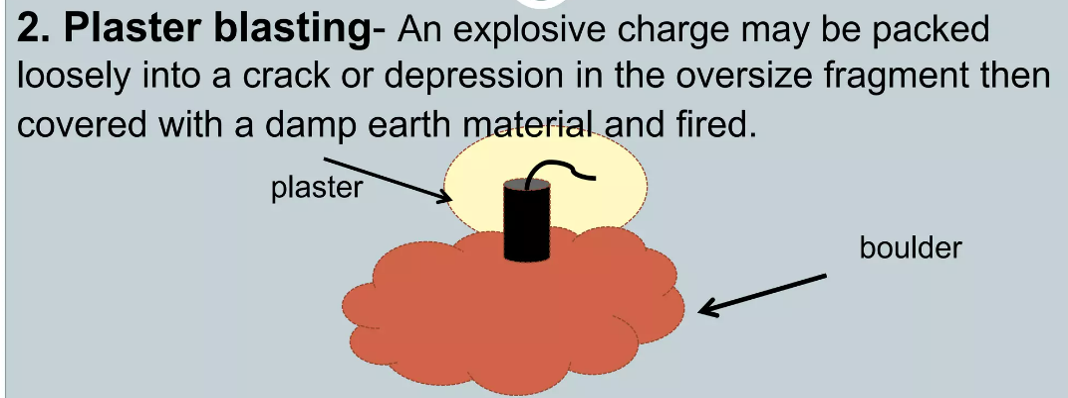 2. Plaster blasting- An explosive charge may be packed
loosely into a crack or depression in the oversize fragment then
covered with a damp earth material and fired.
plaster
boulder